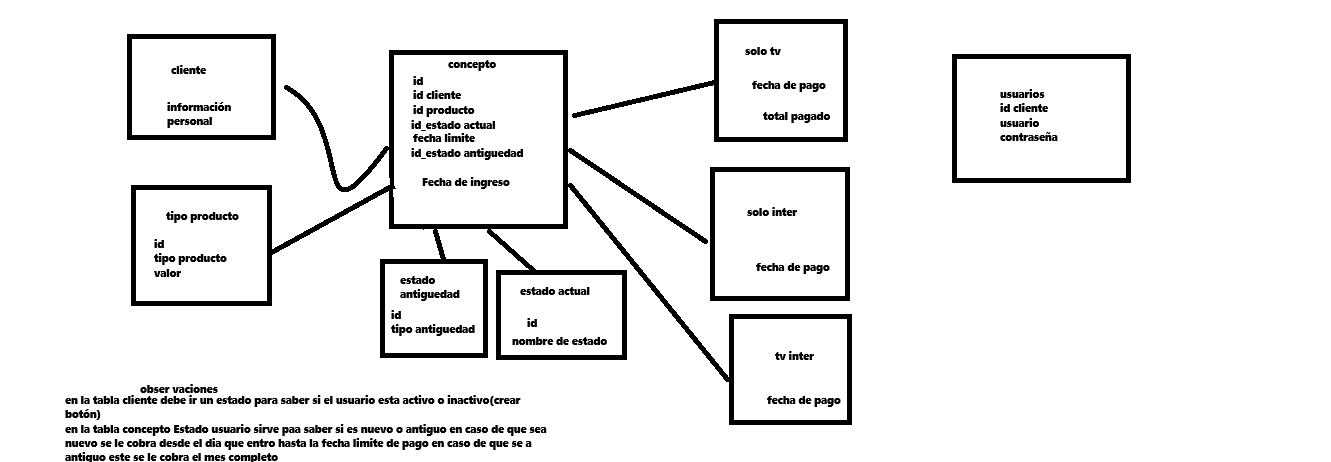 cliente
información
personal
tipo producto
id
tipo producto
valor
concepto
id
id cliente
id producto
id_estado actual
fecha limite
id_estado antiguedad
Fecha de ingreso
estado
antiguedad
id
tipo antiguedad
estado actual
id
nombre de estado
solo tv
fecha de pago
total pagado
solo inter
fecha de pago
tv inter
fecha de pago
usuarios
id cliente
usuario
contraseña
obser vaciones
en la tabla cliente debe ir un estado para saber si el usuario esta activo o inactivo(crear
botón)
en la tabla concepto Estado usuario sirve paa saber si es nuevo o antiguo en caso de que sea
nuevo se le cobra desde el dia que entro hasta la fecha limite de pago en caso de que se a
antiguo este se le cobra el mes completo